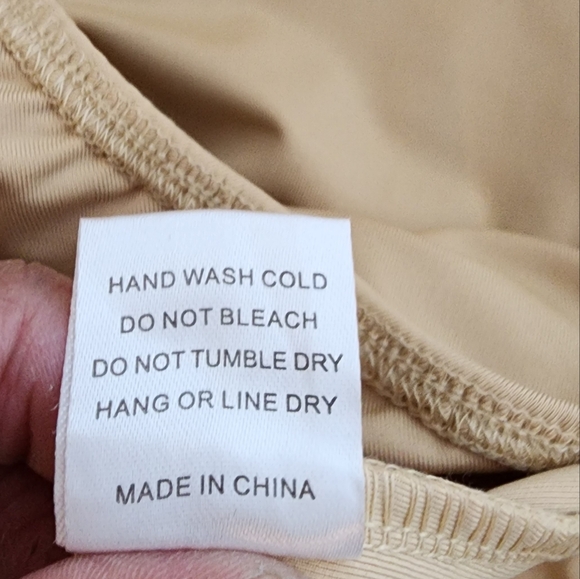 HAND WASH COLD
DO NOT BLEACH
DO NOT TUMBLE DRY
HANG OR LINE DRY
MADE IN CHINA